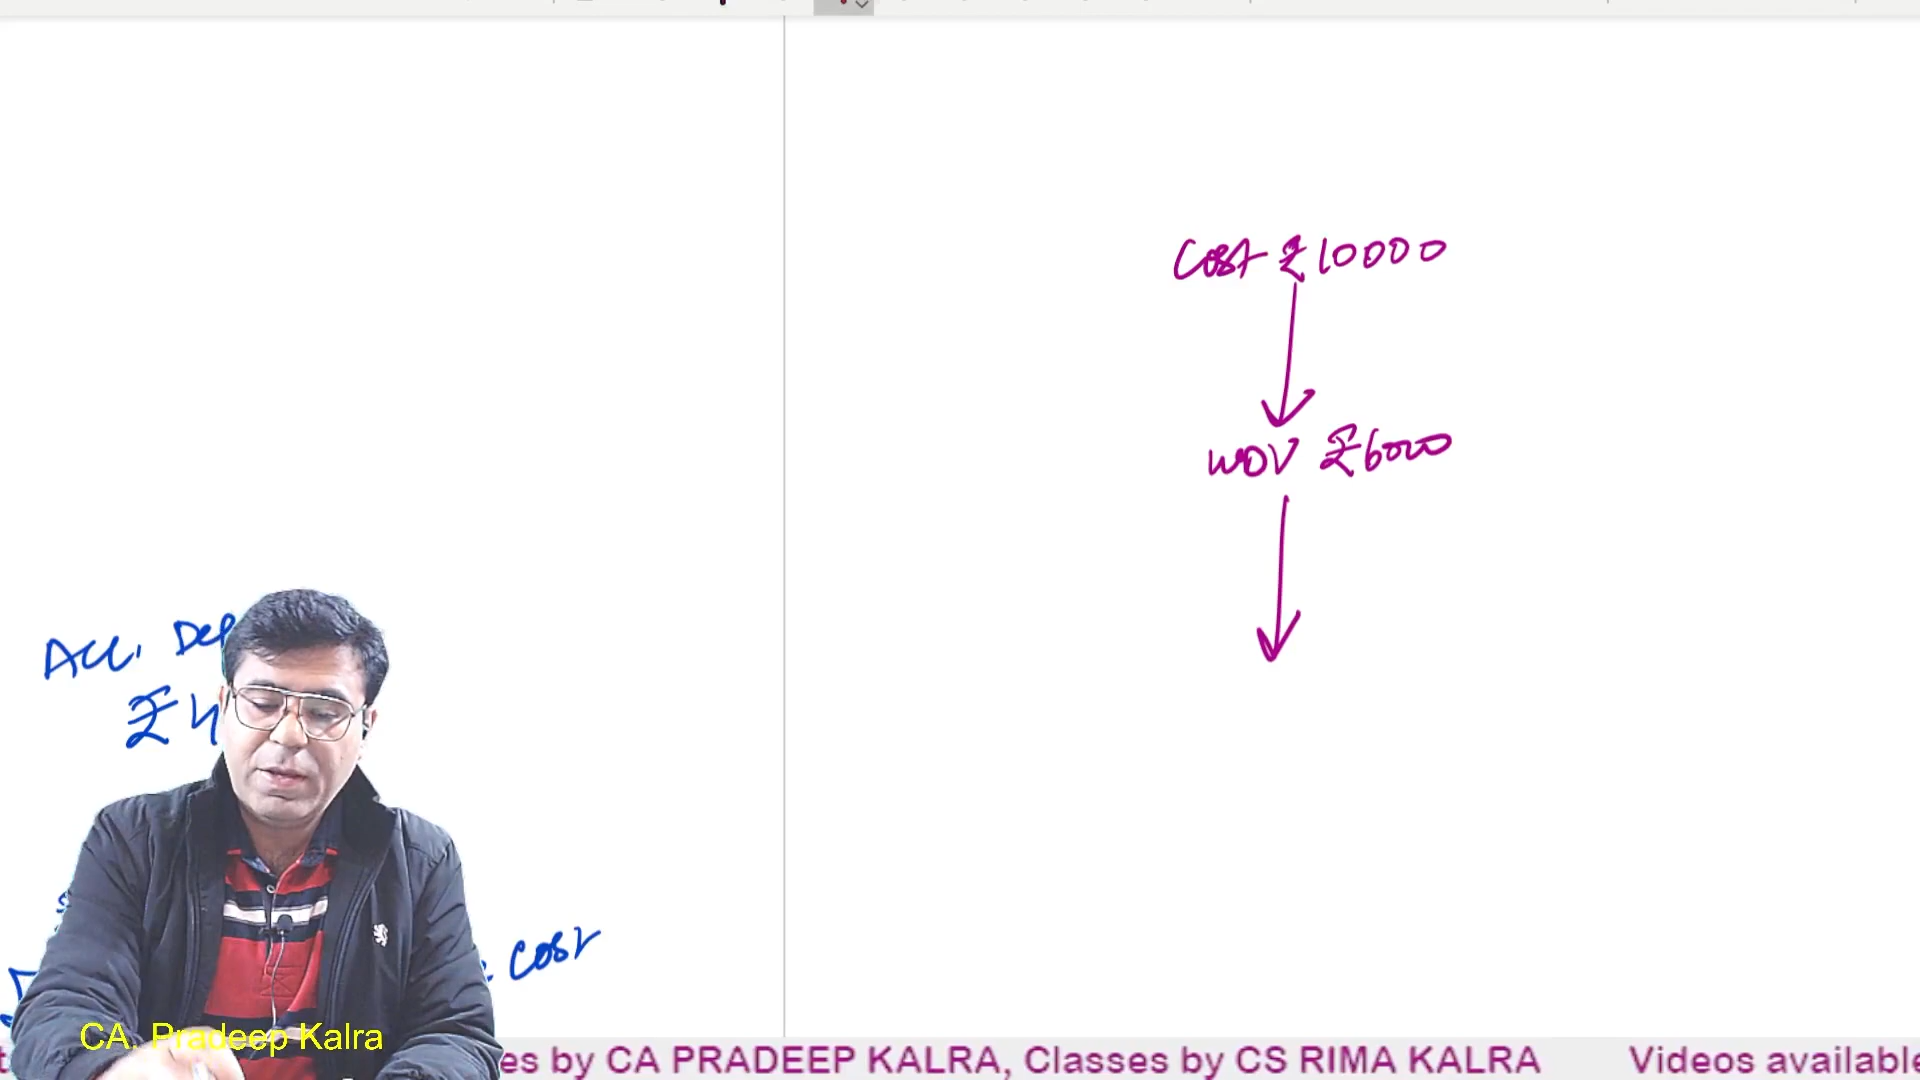 Cost ₹10000
WDV ₹6000
Acc. Dep
₹4
= Cost
CA. Pradeep Kalra
es by CA PRADEEP KALRA, Classes by CS RIMA KALRA Videos available